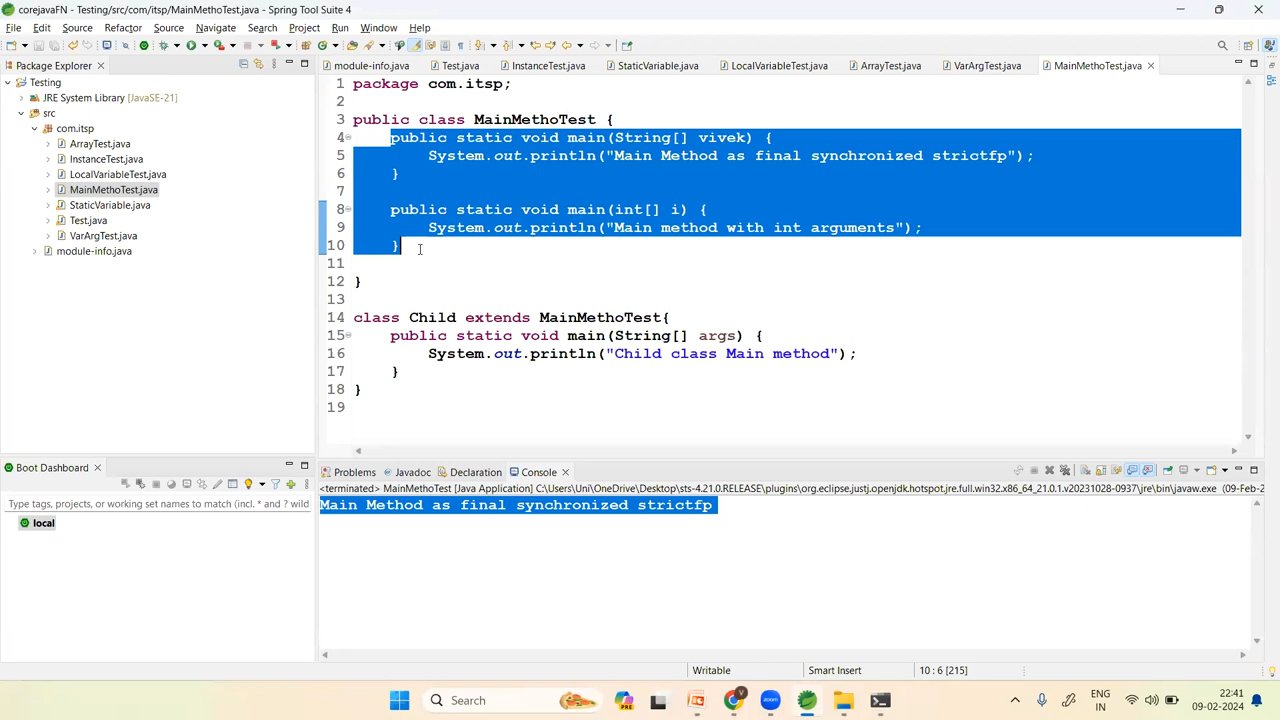 corejavaFN - Testing/src/com/itsp/MainMethoTest.java - Spring Tool Suite 4
File Edit Source Refactor Source Navigate Search Project Run Window Help
Package Explorer
module-info.java Test.java InstanceTest.java StaticVariable.java LocalVariableTest.java ArrayTest.java VarArgTest.java MainMethoTest.java
Testing
JRE System Library [JavaSE-21]
src
com.itsp
ArrayTest.java
InstanceTest.java
LocalVariableTest.java
MainMethoTest.java
StaticVariable.java
Test.java
VarArgTest.java
module-info.java
1 package com.itsp;
2
3 public class MainMethoTest {
4 public static void main(String[] vivek) {
5 System.out.println("Main Method as final synchronized strictfp");
6 }
7
8 public static void main(int[] i) {
9 System.out.println("Main method with int arguments");
10 }
11
12 }
13
14 class Child extends MainMethoTest{
15 public static void main(String[] args) {
16 System.out.println("Child class Main method");
17 }
18 }
19
Boot Dashboard
Type tags, projects, or working set names to match (incl. * and ? wild
local
Problems Javadoc Declaration Console
<terminated> MainMethoTest [Java Application] C:\Users\Uni\OneDrive\Desktop\sts-4.21.0.RELEASE\plugins\org.eclipse.justj.openjdk.hotspot.jre.full.win32.x86_64_21.0.1.v20231028-0937\jre\bin\javaw.exe (09-Feb-2
Main Method as final synchronized strictfp
Writable Smart Insert 10 : 6 [215]
Search
PRE
ENG
IN
22:41
09-02-2024